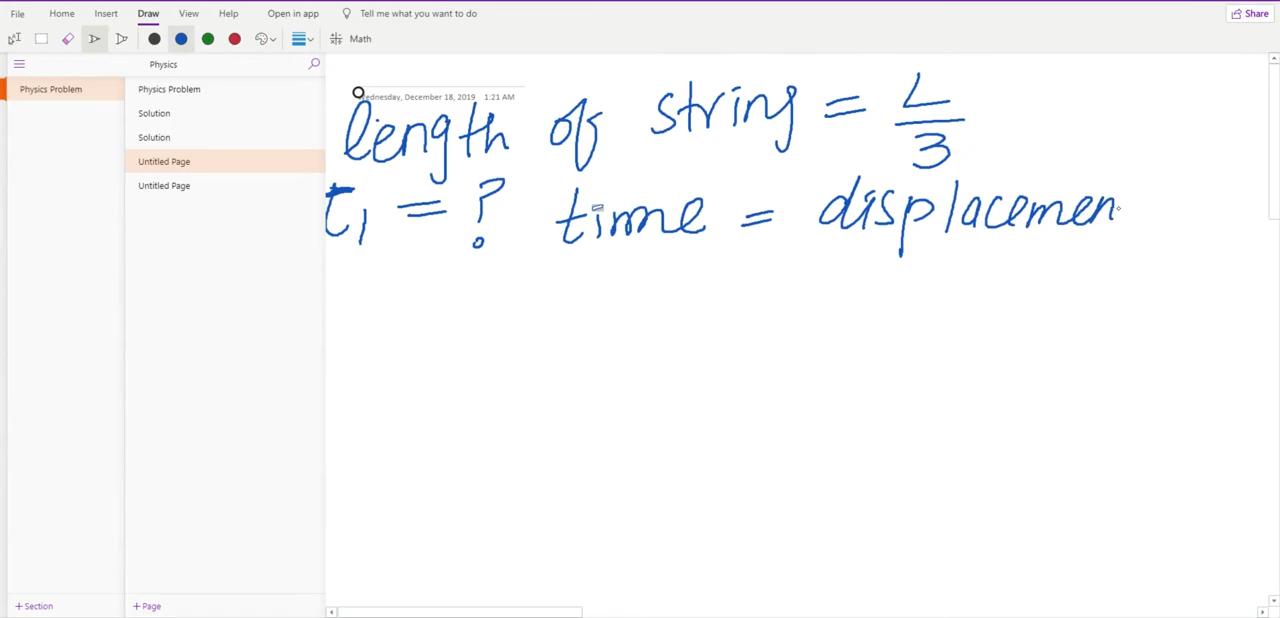 File Home Insert Draw View Help Open in app Tell me what you want to do Share
Math
Physics
Physics Problem
Physics Problem
Solution
Solution
Untitled Page
Untitled Page
Wednesday, December 18, 2019 1:21 AM
length of string = L/3
t₁ = ? time = displacemen
+ Section + Page